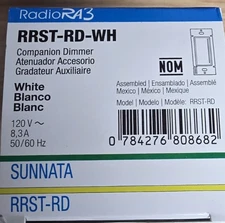 RadioRA3
RRST-RD-WH
Companion Dimmer
Atenuador Accesorio
Gradateur Auxiliaire
NOM
White
Blanco
Blanc
Assembled | Ensamblado | Assemblé
Mexico | México | Mexique
Model | Modelo | Modèle: RRST-RD
120 V ~
8,3 A
50/60 Hz
0 784276 808682
SUNNATA
RRST-RD